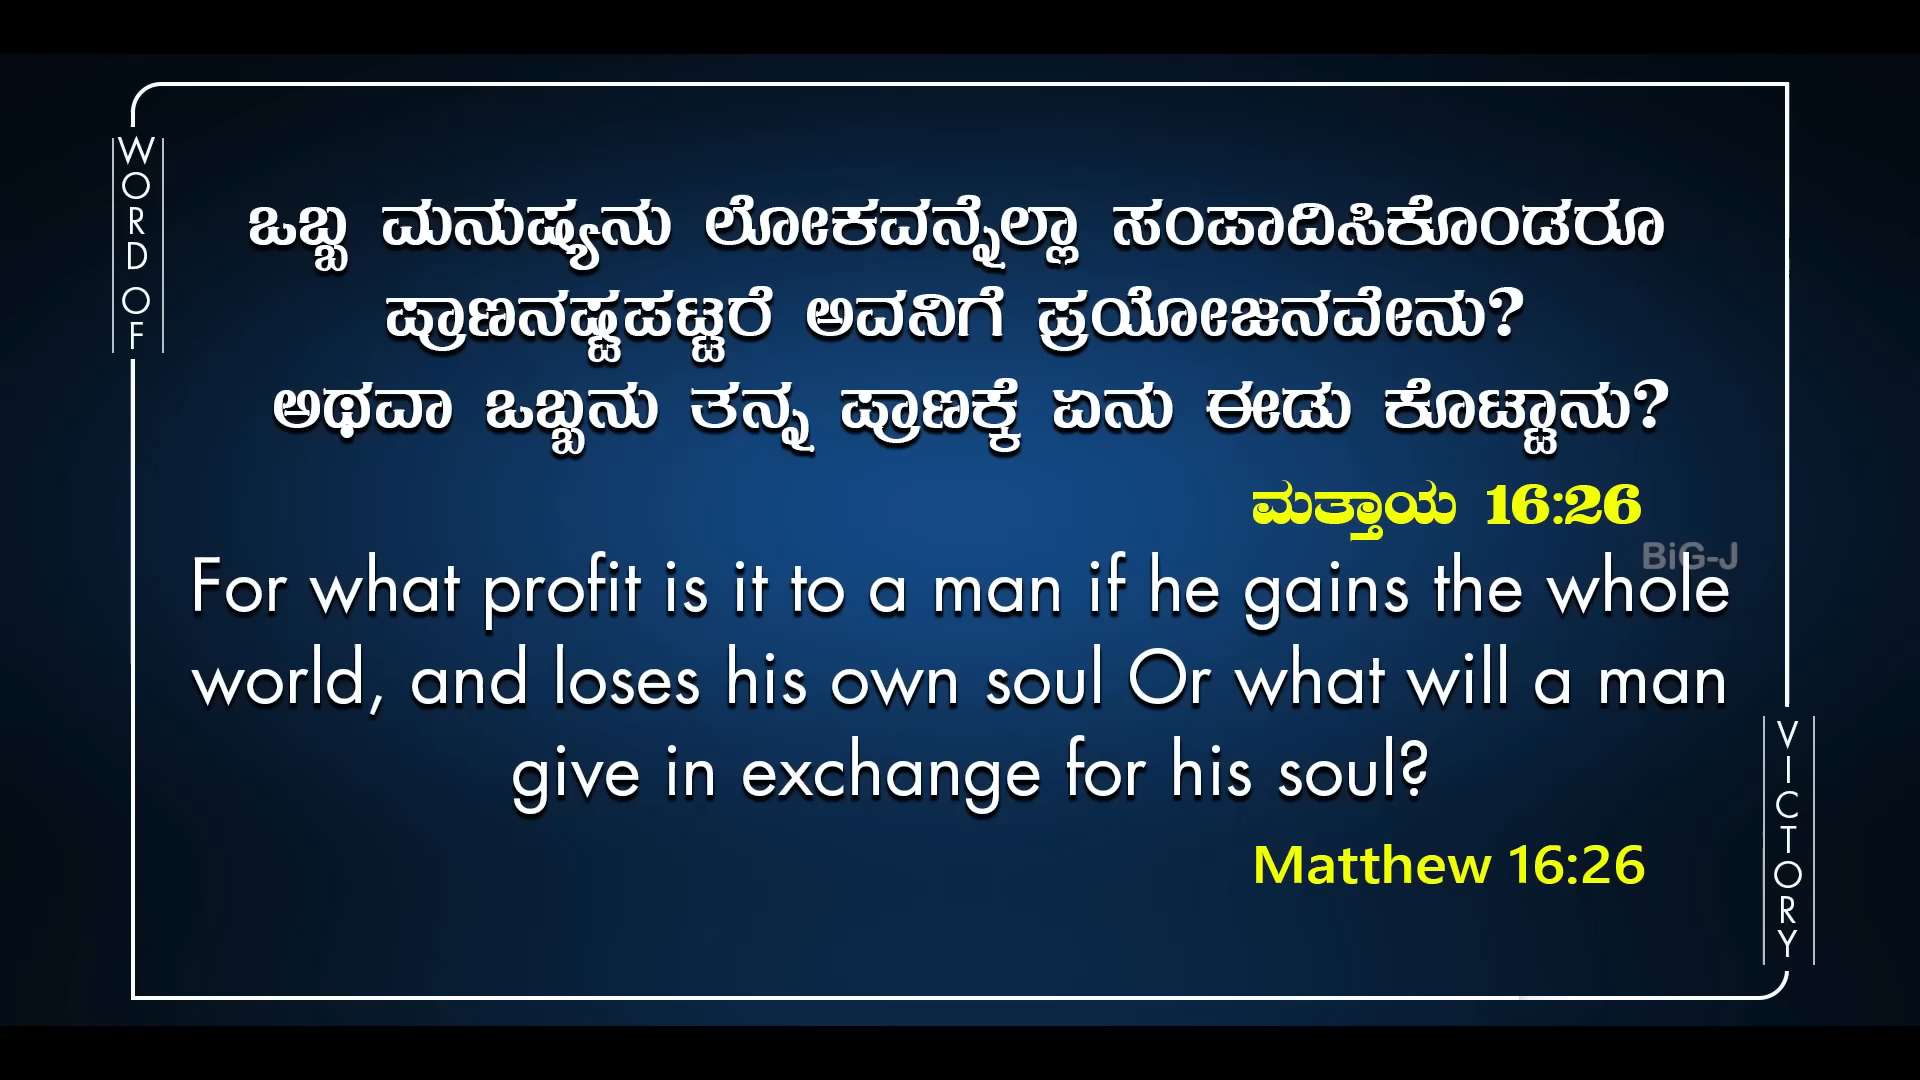 WORD OF
ಒಬ್ಬ ಮನುಷ್ಯನು ಲೋಕವನ್ನೆಲ್ಲಾ ಸಂಪಾದಿಸಿಕೊಂಡರೂ
ಪ್ರಾಣನಷ್ಟಪಟ್ಟರೆ ಅವನಿಗೆ ಪ್ರಯೋಜನವೇನು?
ಅಥವಾ ಒಬ್ಬನು ತನ್ನ ಪ್ರಾಣಕ್ಕೆ ಏನು ಈಡು ಕೊಟ್ಟಾನು?
ಮತ್ತಾಯ 16:26
BiG-J
For what profit is it to a man if he gains the whole
world, and loses his own soul Or what will a man
give in exchange for his soul?
Matthew 16:26
VICTORY